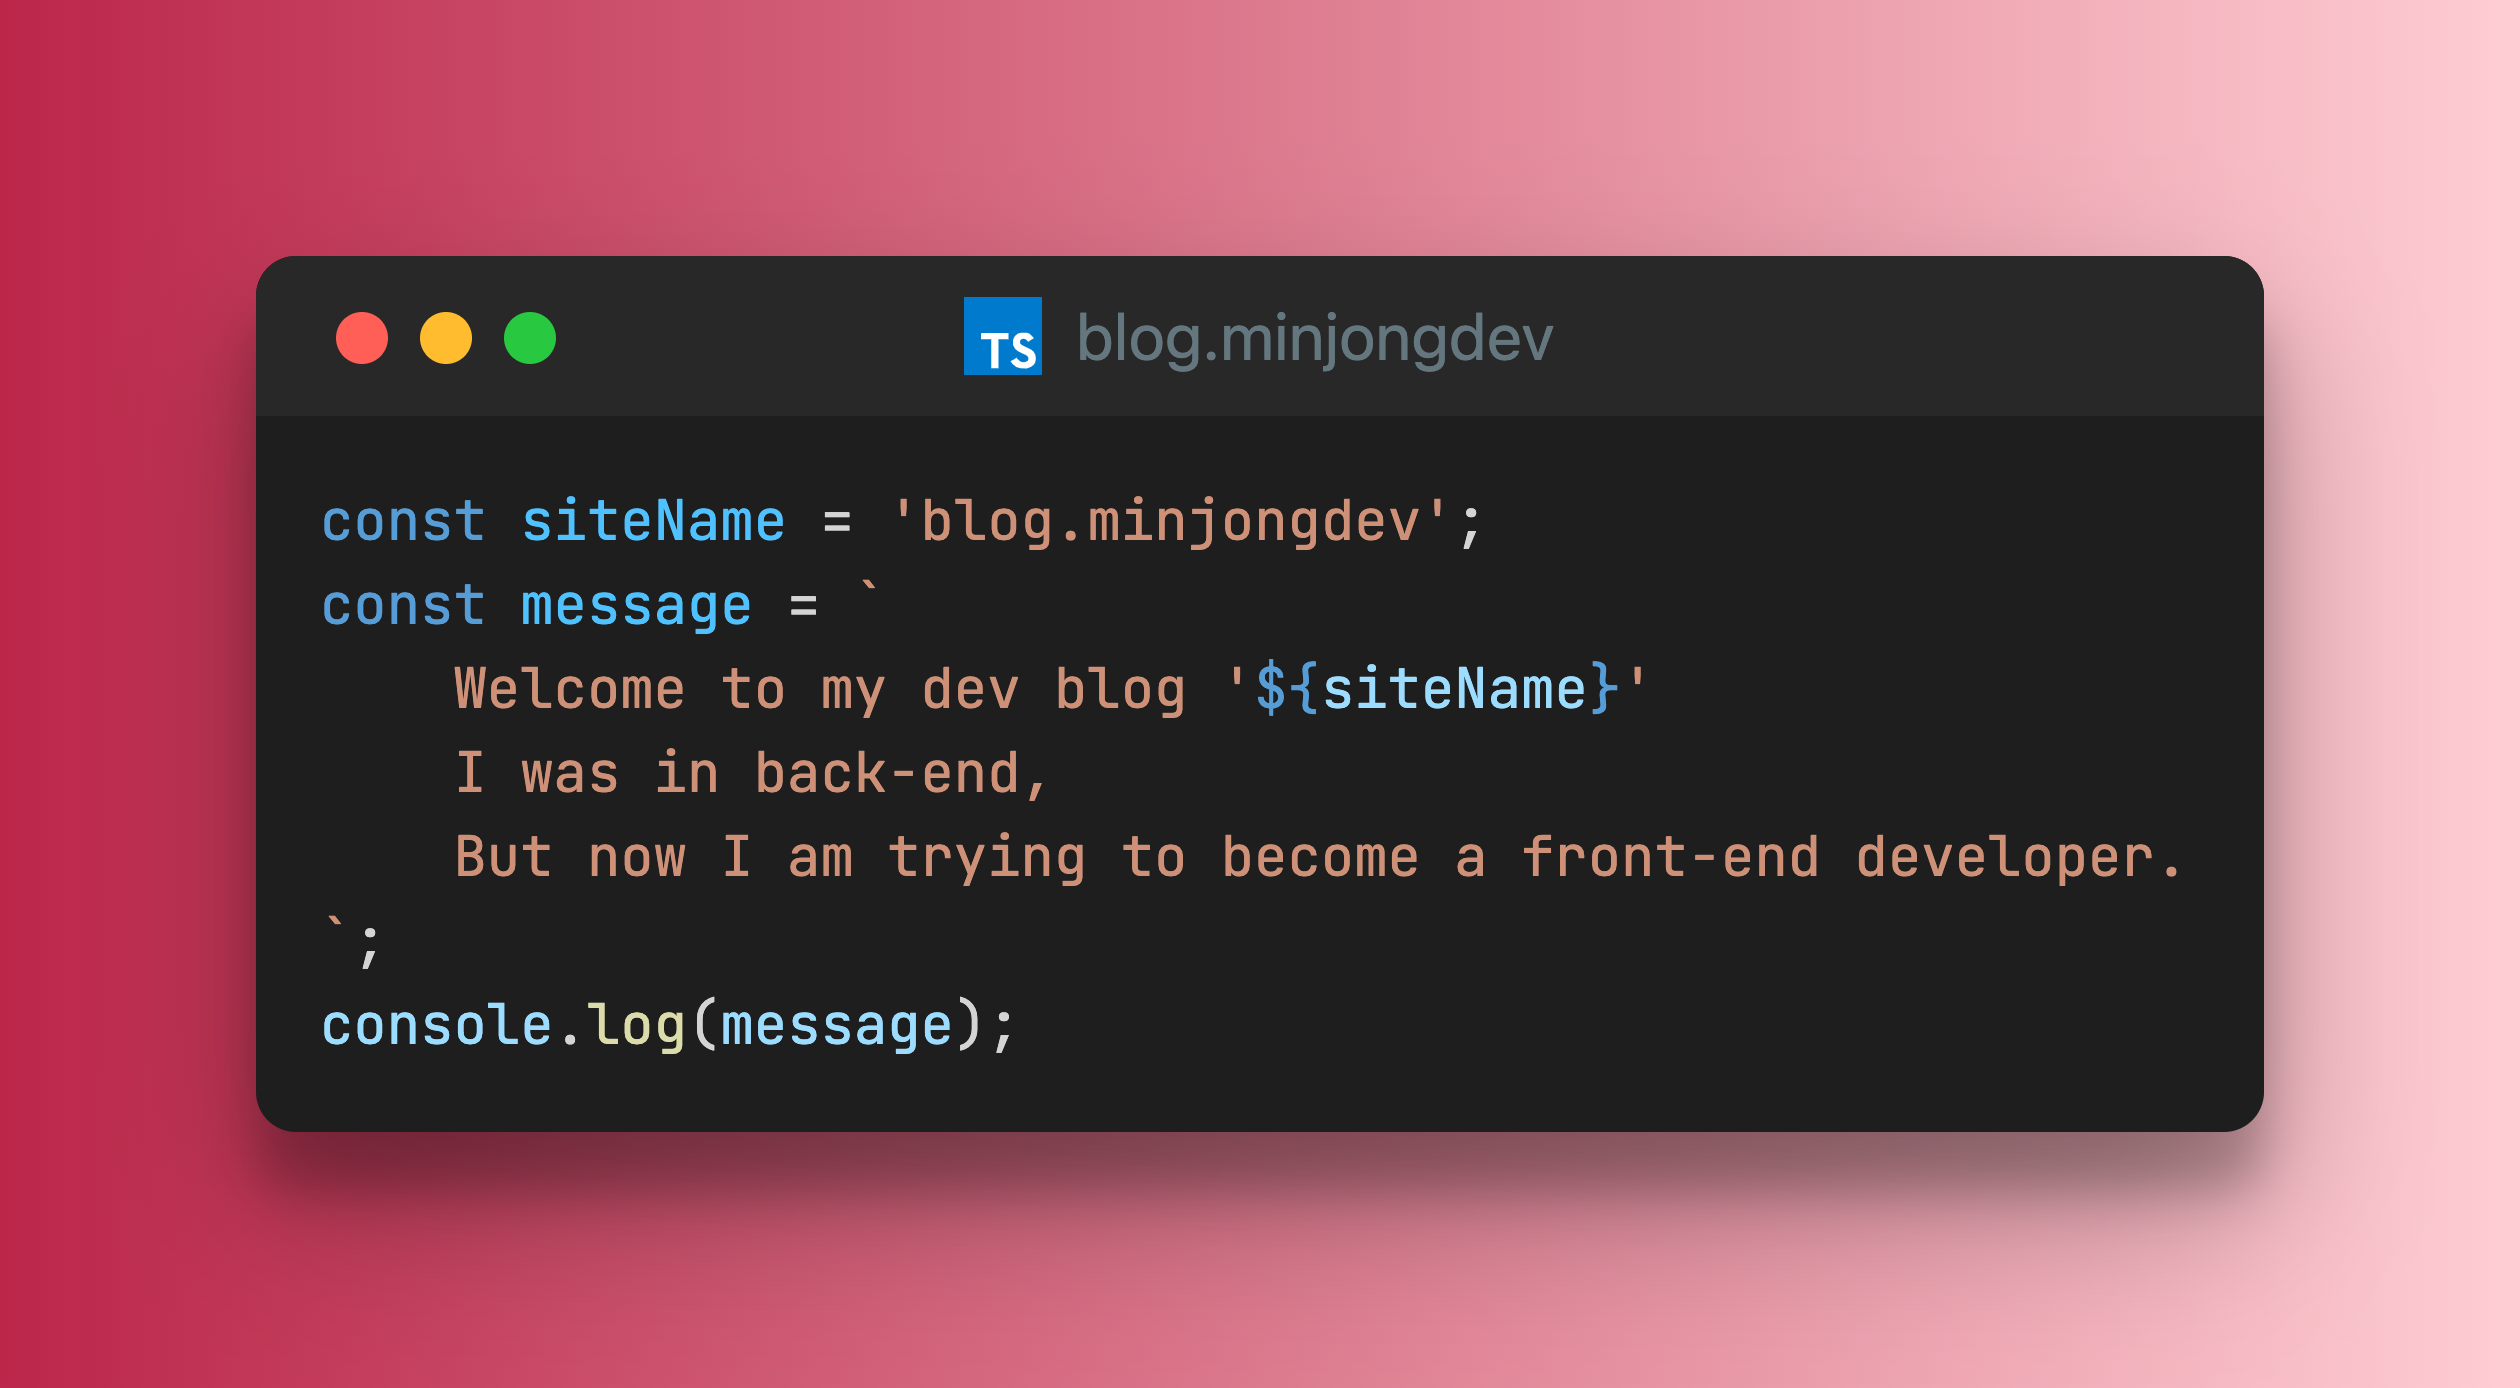 TS blog.minjongdev
const siteName = 'blog.minjongdev';
const message = `
    Welcome to my dev blog '${siteName}'
    I was in back-end,
    But now I am trying to become a front-end developer.
`;
console.log(message);